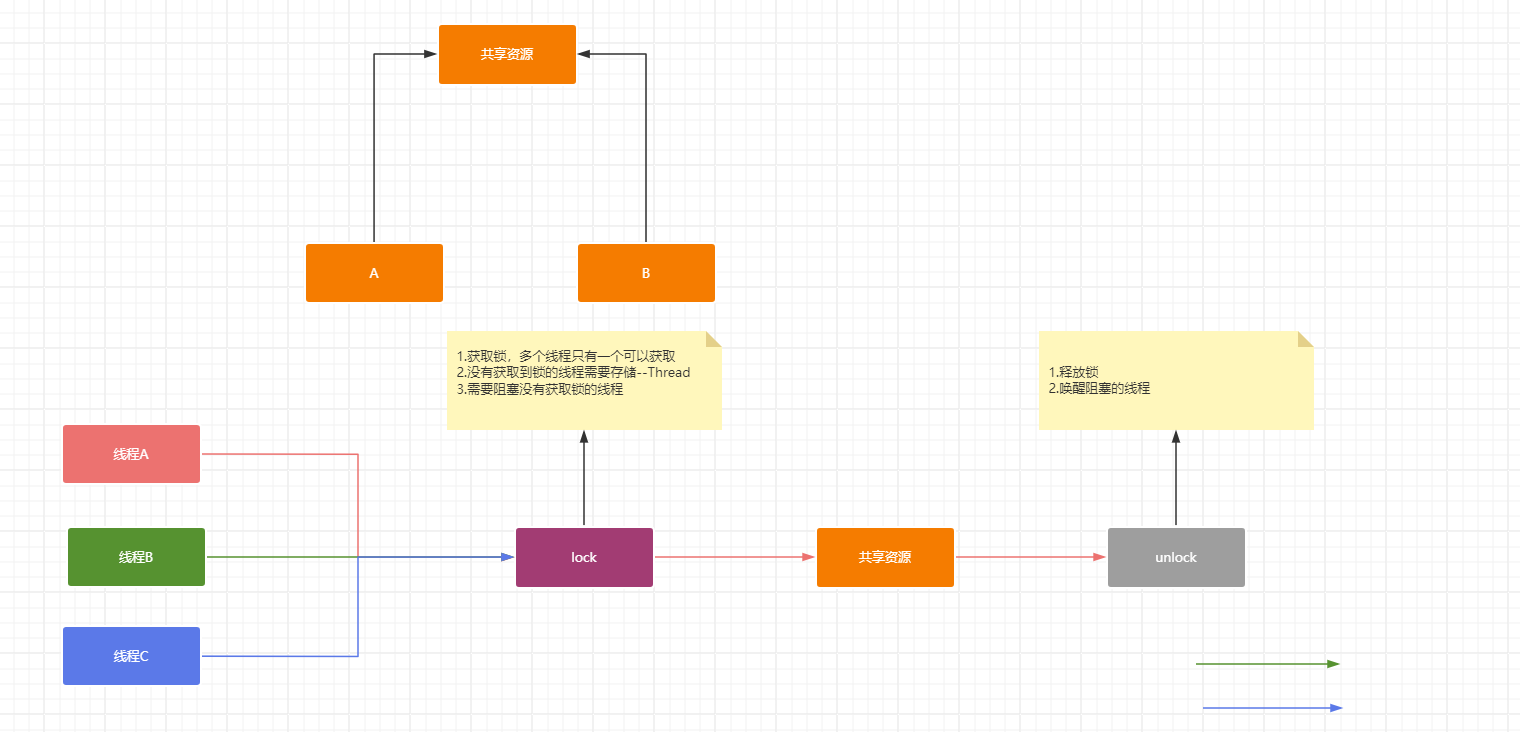 共享资源
A
B
1.获取锁，多个线程只有一个可以获取
2.没有获取到锁的线程需要存储--Thread
3.需要阻塞没有获取锁的线程
1.释放锁
2.唤醒阻塞的线程
线程A
线程B
lock
共享资源
unlock
线程C